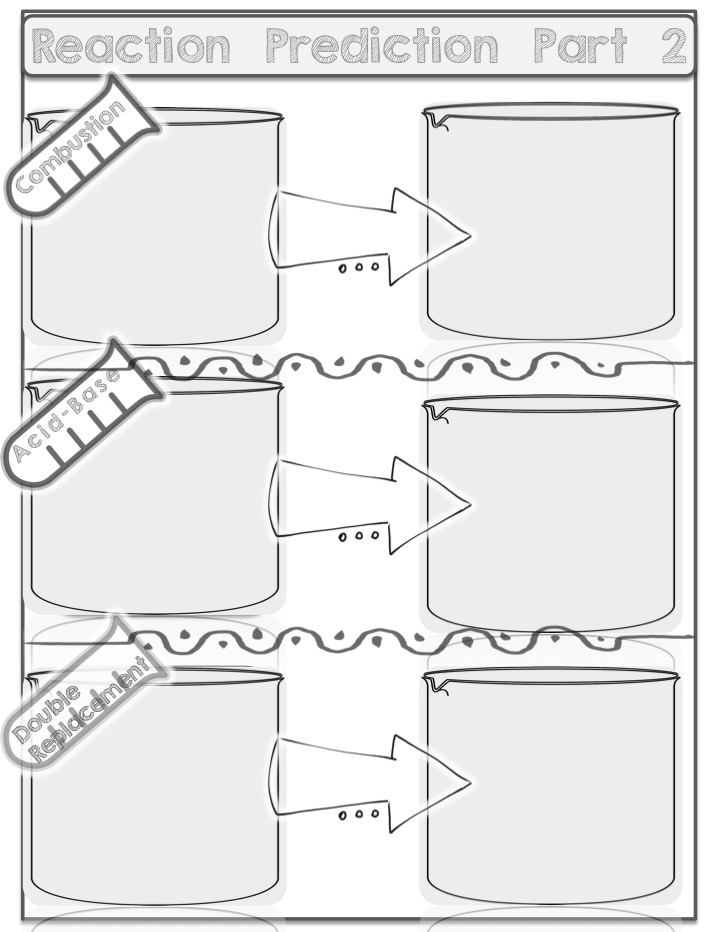 Reaction Prediction Part 2
Combustion
Acid-Base
Double
Replacement